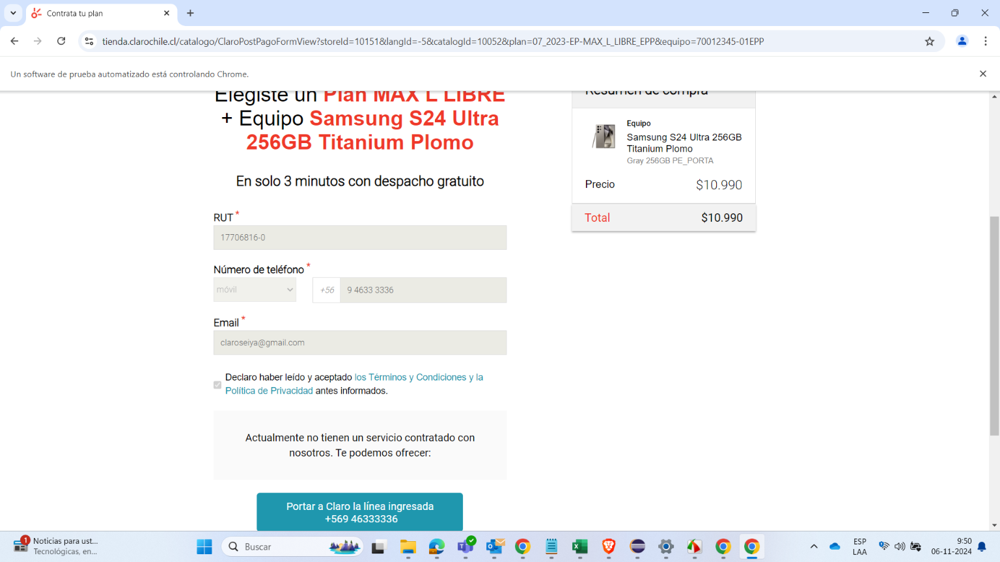 Contrata tu plan
tienda.clarochile.cl/catalogo/ClaroPostPagoFormView?storeId=10151&langId=-5&catalogId=10052&plan=07_2023-EP-MAX_L_LIBRE_EPP&equipo=70012345-01EPP
Un software de prueba automatizado está controlando Chrome.
Elegiste un Plan MAX L LIBRE
+ Equipo Samsung S24 Ultra
256GB Titanium Plomo
En solo 3 minutos con despacho gratuito
RUT *
17706816-0
Número de teléfono *
móvil
+56
9 4633 3336
Email *
claroseiya@gmail.com
Declaro haber leído y aceptado los Términos y Condiciones y la
Política de Privacidad antes informados.
Actualmente no tienen un servicio contratado con
nosotros. Te podemos ofrecer:
Portar a Claro la línea ingresada
+569 46333336
Resumen de compra
Equipo
Samsung S24 Ultra 256GB
Titanium Plomo
Gray 256GB PE_PORTA
Precio $10.990
Total $10.990
1
Noticias para ust...
Tecnológicas, en...
Buscar
ESP
LAA
9:50
06-11-2024